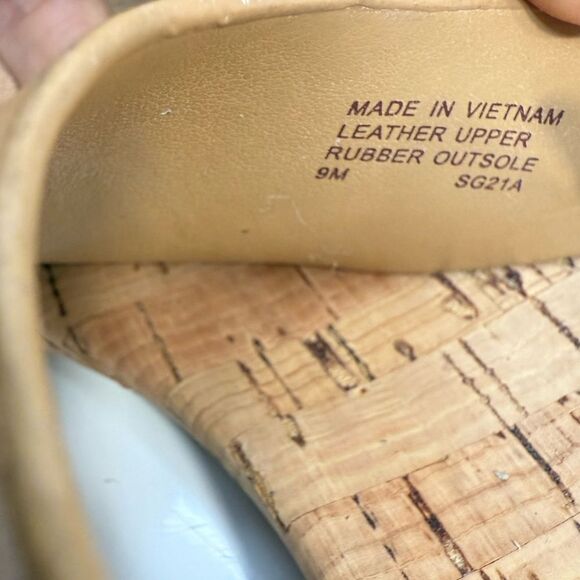 MADE IN VIETNAM
LEATHER UPPER
RUBBER OUTSOLE
9M SG21A